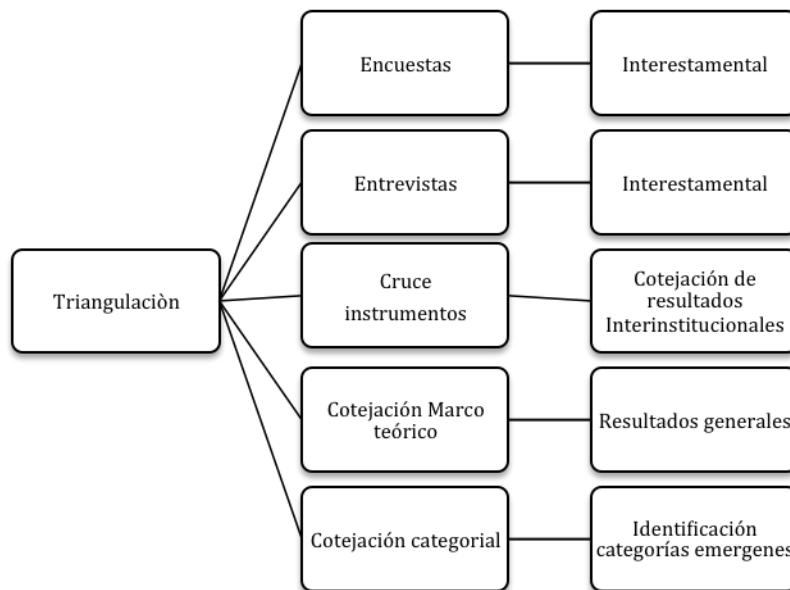 Encuestas
Interestamental
Entrevistas
Interestamental
Triangulaciòn
Cruce
instrumentos
Cotejación de
resultados
Interinstitucionales
Cotejación Marco
teórico
Resultados generales
Cotejación categorial
Identificación
categorías emergenes